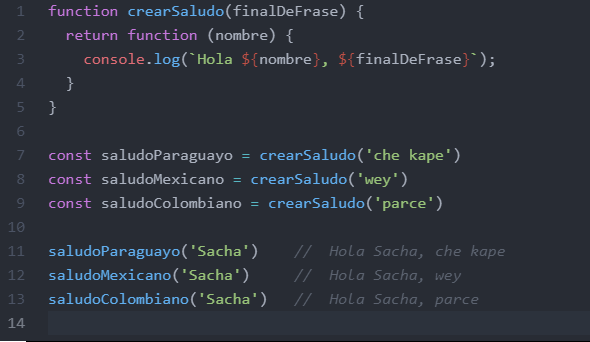 1 function crearSaludo(finalDeFrase) {
2   return function (nombre) {
3     console.log(`Hola ${nombre}, ${finalDeFrase}`);
4   }
5 }
6
7 const saludoParaguayo = crearSaludo('che kape')
8 const saludoMexicano = crearSaludo('wey')
9 const saludoColombiano = crearSaludo('parce')
10
11 saludoParaguayo('Sacha')    //  Hola Sacha, che kape
12 saludoMexicano('Sacha')     //  Hola Sacha, wey
13 saludoColombiano('Sacha')   //  Hola Sacha, parce
14